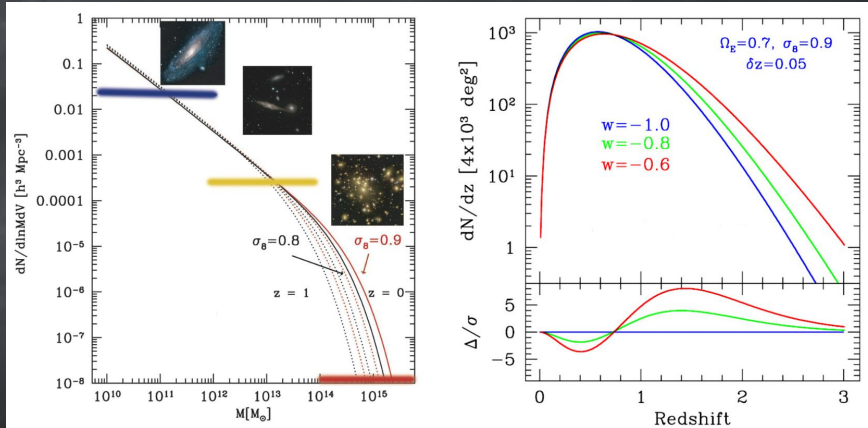 1
0.1
0.01
0.001
0.0001
10⁻⁵
10⁻⁶
10⁻⁷
10⁻⁸
dN/dlnMdV [h³ Mpc⁻³]
σ₈=0.8
σ₈=0.9
z = 1
z = 0
10¹⁰
10¹¹
10¹²
10¹³
10¹⁴
10¹⁵
M[M☉]
10³
10²
10
1
dN/dz [4x10³ deg²]
Ω_E=0.7, σ₈=0.9
δz=0.05
w=−1.0
w=−0.8
w=−0.6
5
0
−5
Δ/σ
0
1
2
3
Redshift